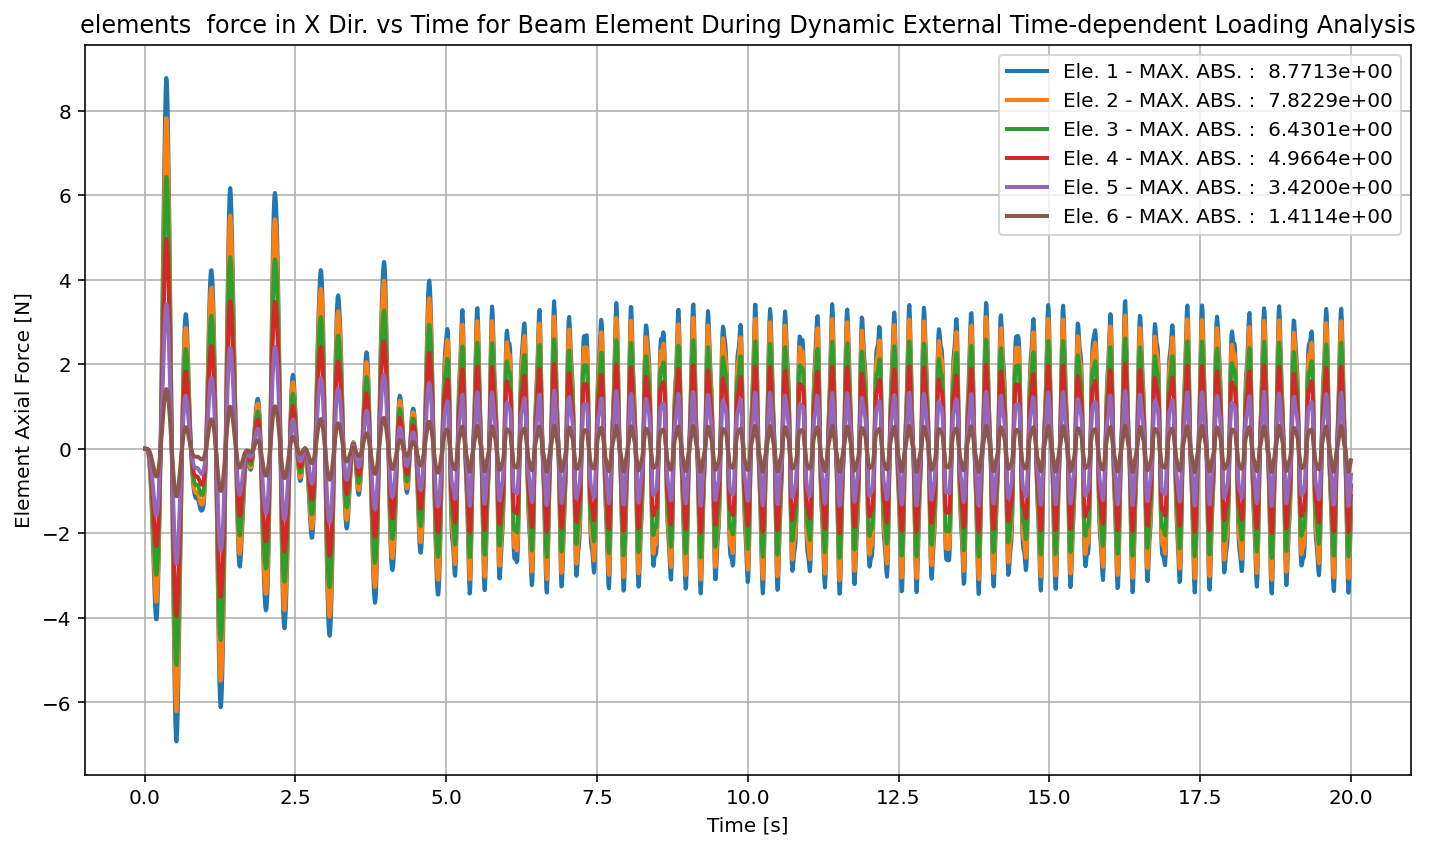 elements  force in X Dir. vs Time for Beam Element During Dynamic External Time-dependent Loading Analysis
Ele. 1 - MAX. ABS. :  8.7713e+00
Ele. 2 - MAX. ABS. :  7.8229e+00
Ele. 3 - MAX. ABS. :  6.4301e+00
Ele. 4 - MAX. ABS. :  4.9664e+00
Ele. 5 - MAX. ABS. :  3.4200e+00
Ele. 6 - MAX. ABS. :  1.4114e+00
Element Axial Force [N]
8
6
4
2
0
−2
−4
−6
0.0 2.5 5.0 7.5 10.0 12.5 15.0 17.5 20.0
Time [s]